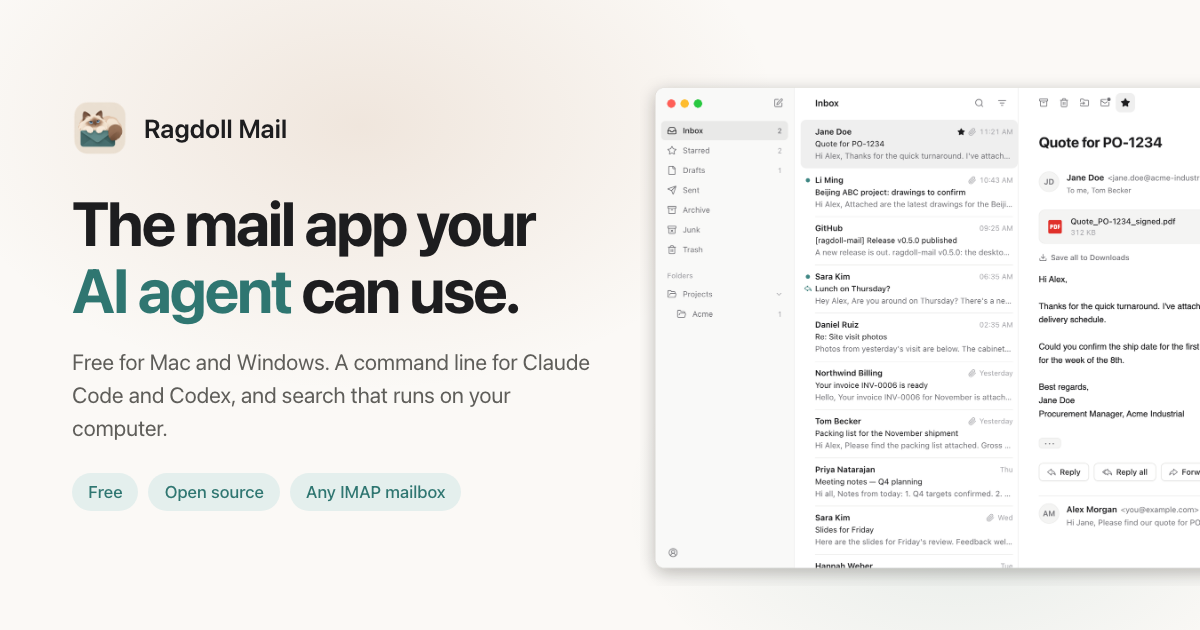 Ragdoll Mail
The mail app your
AI agent can use.
Free for Mac and Windows. A command line for Claude
Code and Codex, and search that runs on your
computer.
Free
Open source
Any IMAP mailbox
Inbox 2
Starred 2
Drafts 1
Sent
Archive
Junk
Trash
Folders
Projects
Acme 1
Inbox
Jane Doe 11:21 AM
Quote for PO-1234
Hi Alex, Thanks for the quick turnaround. I've attach...
Li Ming 10:43 AM
Beijing ABC project: drawings to confirm
Hi Alex, Attached are the latest drawings for the Beiji...
GitHub 09:25 AM
[ragdoll-mail] Release v0.5.0 published
A new release is out. ragdoll-mail v0.5.0: the deskto...
Sara Kim 06:35 AM
Lunch on Thursday?
Hey Alex, Are you around on Thursday? There's a ne...
Daniel Ruiz 02:35 AM
Re: Site visit photos
Photos from yesterday's visit are below. The cabinet...
Northwind Billing Yesterday
Your invoice INV-0006 is ready
Hello, Your invoice INV-0006 for November is attach...
Tom Becker Yesterday
Packing list for the November shipment
Hi Alex, Please find the packing list attached. Gross ...
Priya Natarajan Thu
Meeting notes — Q4 planning
Hi all, Notes from today: 1. Q4 targets confirmed. 2. ...
Sara Kim Wed
Slides for Friday
Here are the slides for Friday's review. Feedback wel...
Hannah Weber Tue
Quote for PO-1234
JD
Jane Doe <jane.doe@acme-industr
To me, Tom Becker
PDF
Quote_PO-1234_signed.pdf
312 KB
Save all to Downloads
Hi Alex,
Thanks for the quick turnaround. I've attach
delivery schedule.
Could you confirm the ship date for the first
for the week of the 8th.
Best regards,
Jane Doe
Procurement Manager, Acme Industrial
...
Reply
Reply all
Forw
AM
Alex Morgan <you@example.com>
Hi Jane, Please find our quote for PO